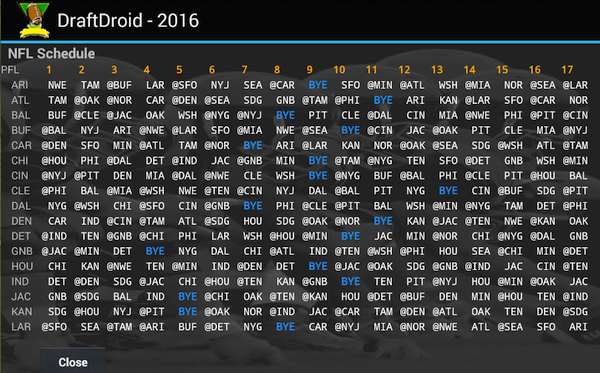 DraftDroid - 2016
NFL Schedule
PFL 1 2 3 4 5 6 7 8 9 10 11 12 13 14 15 16 17
ARI NWE TAM @BUF LAR @SFO NYJ SEA @CAR BYE SFO @MIN @ATL WSH @MIA NOR @SEA @LAR
ATL TAM @OAK @NOR CAR @DEN @SEA SDG GNB @TAM @PHI BYE ARI KAN @LAR SFO @CAR NOR
BAL BUF @CLE @JAC OAK WSH @NYG @NYJ BYE PIT CLE @DAL CIN MIA @NWE PHI @PIT @CIN
BUF @BAL NYJ ARI @NWE @LAR SFO @MIA NWE @SEA BYE @CIN JAC @OAK PIT CLE MIA @NYJ
CAR @DEN SFO MIN @ATL TAM @NOR BYE ARI @LAR KAN NOR @OAK @SEA SDG @WSH ATL @TAM
CHI @HOU PHI @DAL DET @IND JAC @GNB MIN BYE @TAM @NYG TEN SFO @DET GNB WSH @MIN
CIN @NYJ @PIT DEN MIA @DAL @NWE CLE WSH BYE @NYG BUF @BAL PHI @CLE PIT @HOU BAL
CLE @PHI BAL @MIA @WSH NWE @TEN @CIN NYJ DAL @BAL PIT NYG BYE CIN @BUF SDG @PIT
DAL NYG @WSH CHI @SFO CIN @GNB BYE PHI @CLE @PIT BAL WSH @MIN @NYG TAM DET @PHI
DEN CAR IND @CIN @TAM ATL @SDG HOU SDG @OAK @NOR BYE KAN @JAC @TEN NWE @KAN OAK
DET @IND TEN @GNB @CHI PHI LAR WSH @HOU @MIN BYE JAC MIN @NOR CHI @NYG @DAL GNB
GNB @JAC @MIN DET BYE NYG DAL CHI @ATL IND @TEN @WSH @PHI HOU SEA @CHI MIN @DET
HOU CHI KAN @NWE TEN @MIN IND @DEN DET BYE @JAC @OAK SDG @GNB @IND JAC CIN @TEN
IND DET @DEN SDG @JAC CHI @HOU @TEN KAN @GNB BYE TEN PIT @NYJ HOU @MIN @OAK JAC
JAC GNB @SDG BAL IND BYE @CHI OAK @TEN @KAN HOU @DET @BUF DEN MIN @HOU TEN @IND
KAN SDG @HOU NYJ @PIT BYE @OAK NOR @IND JAC @CAR TAM @DEN @ATL OAK TEN DEN @SDG
LAR @SFO SEA @TAM @ARI BUF @DET NYG BYE CAR @NYJ MIA @NOR @NWE ATL @SEA SFO ARI
Close